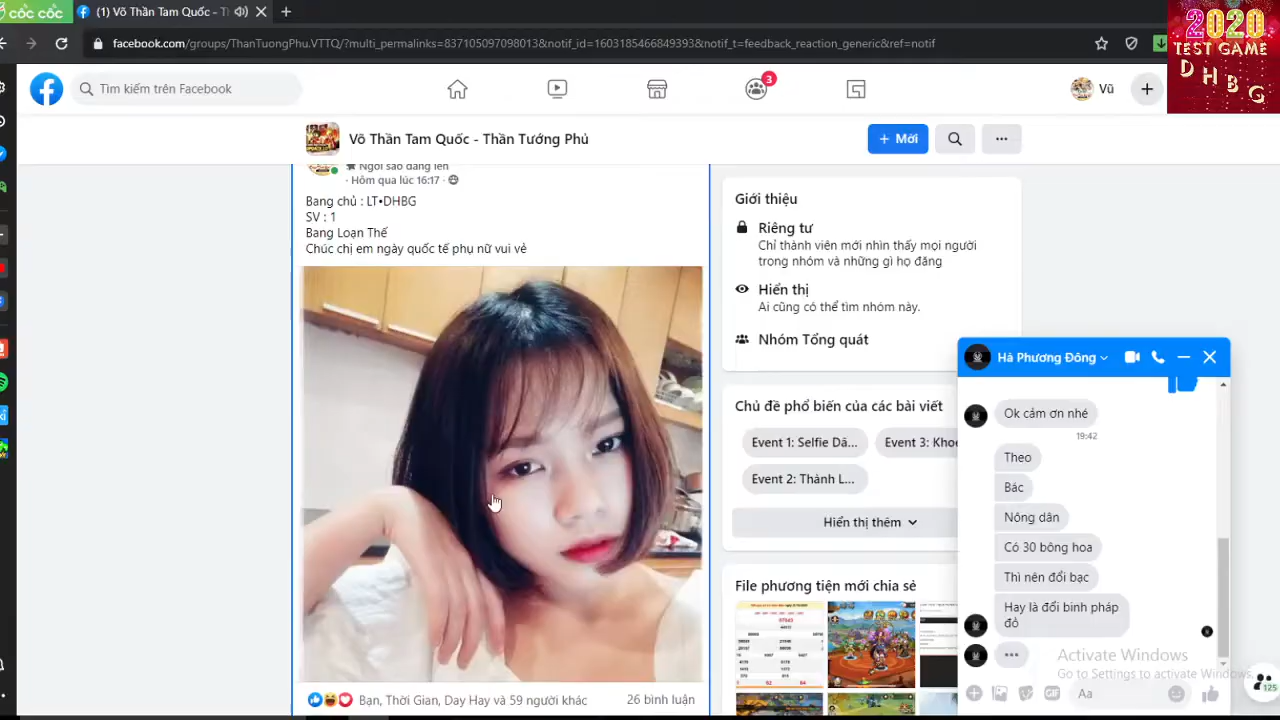 cốc cốc
(1) Võ Thần Tam Quốc - Tl
facebook.com/groups/ThanTuongPhu.VTTQ/?multi_permalinks=837105097098013&notif_id=1603185466849393&notif_t=feedback_reaction_generic&ref=notif
2020
TEST GAME
DHBG
Tìm kiếm trên Facebook
3
Vũ
Võ Thần Tam Quốc - Thần Tướng Phủ
+ Mới
Ngôi sao đang lên
· Hôm qua lúc 16:17 ·
Bang chủ : LT•DHBG
SV : 1
Bang Loạn Thế
Chúc chị em ngày quốc tế phụ nữ vui vẻ
Bạn, Thời Gian, Day Hay và 59 người khác
26 bình luận
Giới thiệu
Riêng tư
Chỉ thành viên mới nhìn thấy mọi người
trong nhóm và những gì họ đăng
Hiển thị
Ai cũng có thể tìm nhóm này.
Nhóm Tổng quát
Chủ đề phổ biến của các bài viết
Event 1: Selfie Dâ...
Event 3: Khoe
Event 2: Thành L...
Hiển thị thêm
File phương tiện mới chia sẻ
Hà Phương Đông
Ok cảm ơn nhé
19:42
Theo
Bác
Nông dân
Có 30 bông hoa
Thì nên đổi bạc
Hay là đổi binh pháp
đỏ
Activate Windows
Go to Settings to activate Windows.
GIF
Aa
125